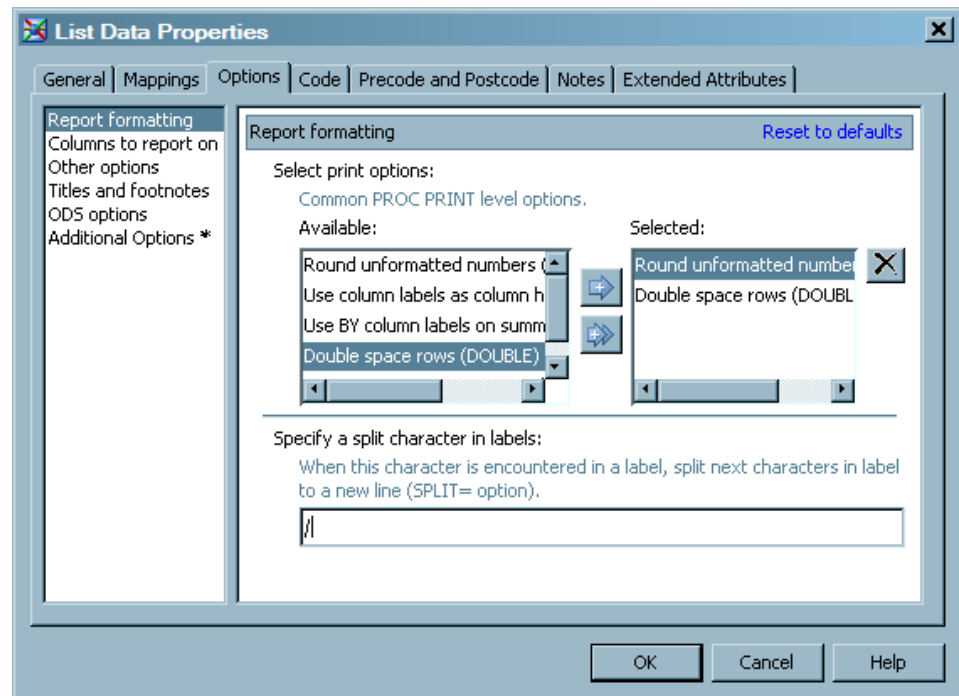 List Data Properties
General Mappings Options Code Precode and Postcode Notes Extended Attributes
Report formatting
Columns to report on
Other options
Titles and footnotes
ODS options
Additional Options *
Report formatting Reset to defaults
Select print options:
Common PROC PRINT level options.
Available: Selected:
Round unformatted numbers (
Use column labels as column h
Use BY column labels on summ
Double space rows (DOUBLE)
Round unformatted number
Double space rows (DOUBL
Specify a split character in labels:
When this character is encountered in a label, split next characters in label
to a new line (SPLIT= option).
/
OK Cancel Help